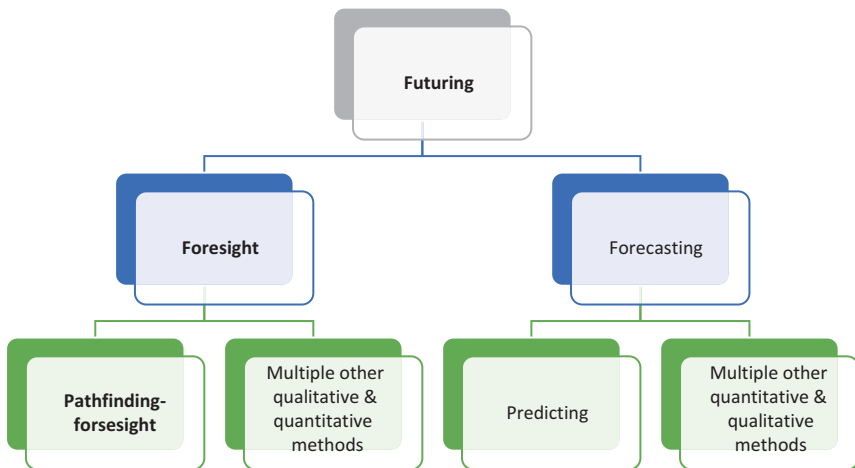 Futuring
Foresight
Forecasting
Pathfinding-
forsesight
Multiple other
qualitative &
quantitative
methods
Predicting
Multiple other
quantitative &
qualitative
methods